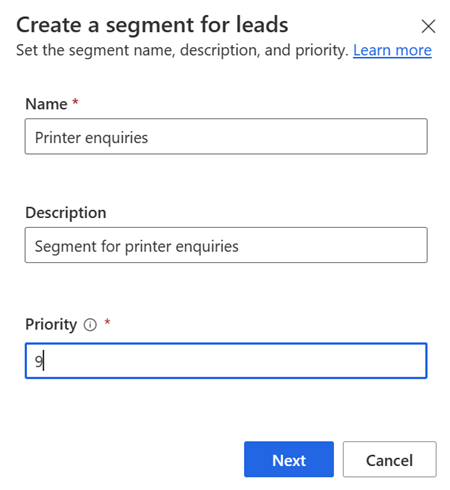 Create a segment for leads
Set the segment name, description, and priority. Learn more
Name *
Printer enquiries
Description
Segment for printer enquiries
Priority *
9
Next Cancel